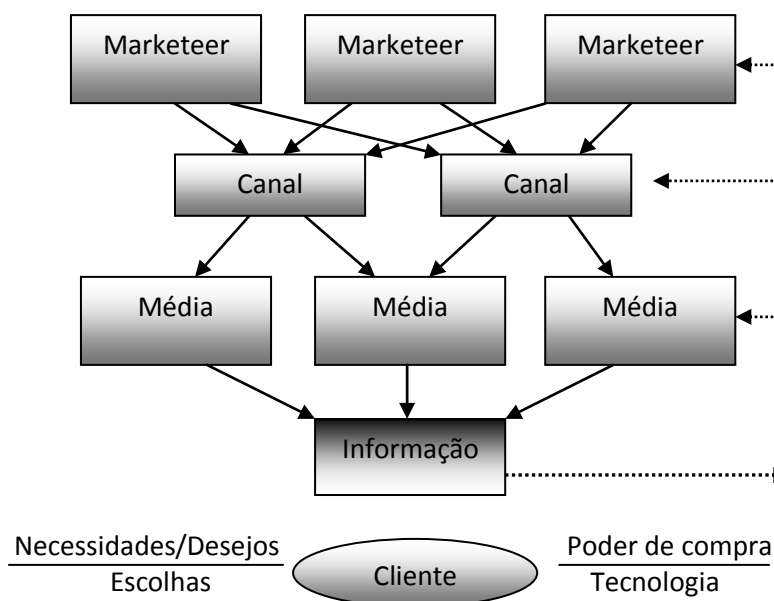 Marketeer Marketeer Marketeer
Canal Canal
Média Média Média
Informação
Necessidades/Desejos Poder de compra
Cliente
Escolhas Tecnologia